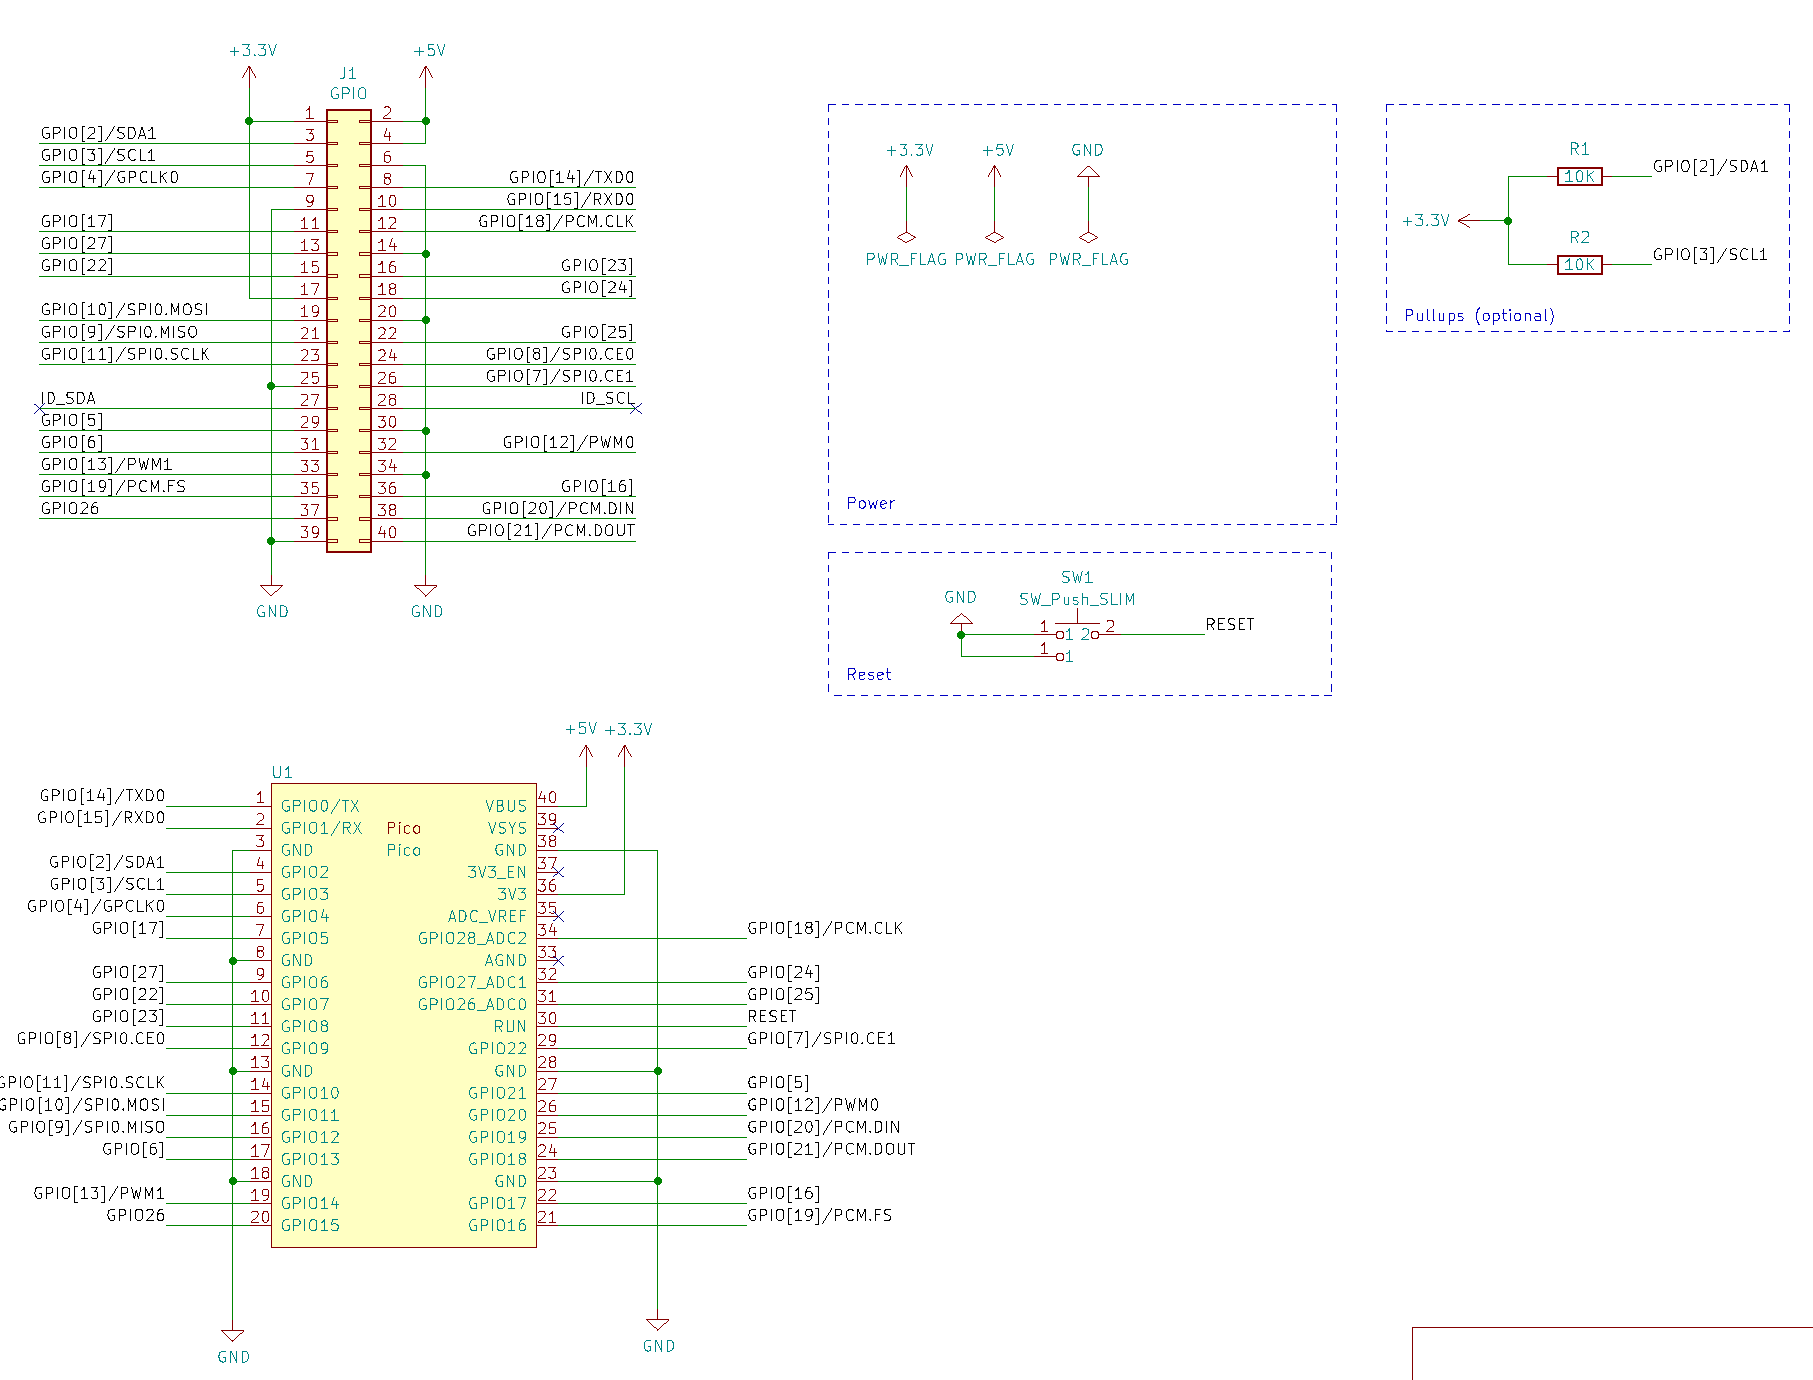 +3.3V
+5V
J1
GPIO
1 2
GPIO[2]/SDA1 3 4
GPIO[3]/SCL1 5 6
GPIO[4]/GPCLK0 7 8 GPIO[14]/TXD0
9 10 GPIO[15]/RXD0
GPIO[17] 11 12 GPIO[18]/PCM.CLK
GPIO[27] 13 14
GPIO[22] 15 16 GPIO[23]
17 18 GPIO[24]
GPIO[10]/SPI0.MOSI 19 20
GPIO[9]/SPI0.MISO 21 22 GPIO[25]
GPIO[11]/SPI0.SCLK 23 24 GPIO[8]/SPI0.CE0
25 26 GPIO[7]/SPI0.CE1
ID_SDA 27 28 ID_SCL
GPIO[5] 29 30
GPIO[6] 31 32 GPIO[12]/PWM0
GPIO[13]/PWM1 33 34
GPIO[19]/PCM.FS 35 36 GPIO[16]
GPIO26 37 38 GPIO[20]/PCM.DIN
39 40 GPIO[21]/PCM.DOUT
GND
GND
+3.3V +5V GND
PWR_FLAG PWR_FLAG PWR_FLAG
Power
R1
10K
GPIO[2]/SDA1
+3.3V
R2
10K
GPIO[3]/SCL1
Pullups (optional)
SW1
GND SW_Push_SLIM
1 1 2 2 RESET
1 1
Reset
+5V +3.3V
U1
GPIO[14]/TXD0 1 GPIO0/TX VBUS 40
GPIO[15]/RXD0 2 GPIO1/RX Pico VSYS 39
3 GND Pico GND 38
GPIO[2]/SDA1 4 GPIO2 3V3_EN 37
GPIO[3]/SCL1 5 GPIO3 3V3 36
GPIO[4]/GPCLK0 6 GPIO4 ADC_VREF 35
GPIO[17] 7 GPIO5 GPIO28_ADC2 34 GPIO[18]/PCM.CLK
8 GND AGND 33
GPIO[27] 9 GPIO6 GPIO27_ADC1 32 GPIO[24]
GPIO[22] 10 GPIO7 GPIO26_ADC0 31 GPIO[25]
GPIO[23] 11 GPIO8 RUN 30 RESET
GPIO[8]/SPI0.CE0 12 GPIO9 GPIO22 29 GPIO[7]/SPI0.CE1
13 GND GND 28
GPIO[11]/SPI0.SCLK 14 GPIO10 GPIO21 27 GPIO[5]
GPIO[10]/SPI0.MOSI 15 GPIO11 GPIO20 26 GPIO[12]/PWM0
GPIO[9]/SPI0.MISO 16 GPIO12 GPIO19 25 GPIO[20]/PCM.DIN
GPIO[6] 17 GPIO13 GPIO18 24 GPIO[21]/PCM.DOUT
18 GND GND 23
GPIO[13]/PWM1 19 GPIO14 GPIO17 22 GPIO[16]
GPIO26 20 GPIO15 GPIO16 21 GPIO[19]/PCM.FS
GND
GND